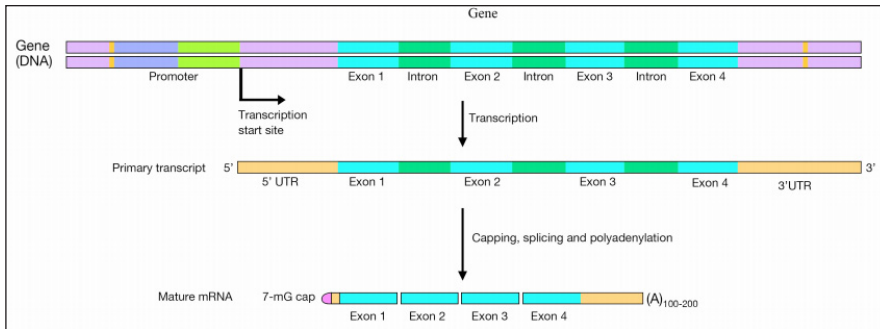 Gene
Gene
(DNA)
Promoter
Exon 1 Intron Exon 2 Intron Exon 3 Intron Exon 4
Transcription
start site
Transcription
Primary transcript 5' 3'
5' UTR Exon 1 Exon 2 Exon 3 Exon 4 3'UTR
Capping, splicing and polyadenylation
Mature mRNA 7-mG cap (A)100-200
Exon 1 Exon 2 Exon 3 Exon 4